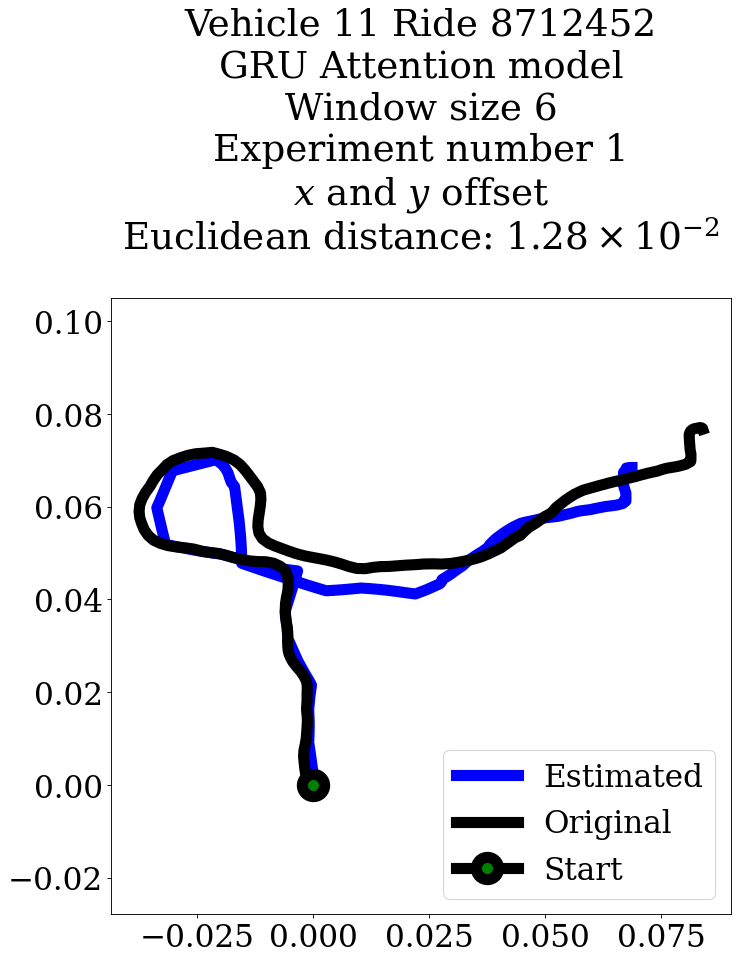 Vehicle 11 Ride 8712452
GRU Attention model
Window size 6
Experiment number 1
x and y offset
Euclidean distance: 1.28 × 10⁻²
0.10
0.08
0.06
0.04
0.02
0.00
−0.02
Estimated
Original
Start
−0.025 0.000 0.025 0.050 0.075